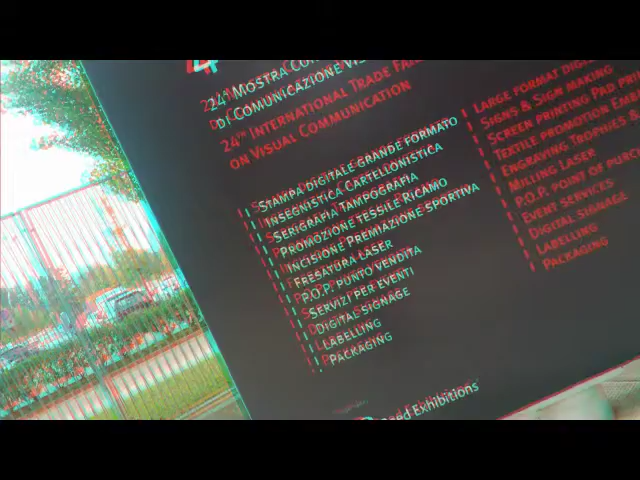 24ª MOSTRA
DI COMUNICAZIONE
24TH INTERNATIONAL TRADE FAIR
ON VISUAL COMMUNICATION
STAMPA DIGITALE GRANDE FORMATO
INSEGNISTICA CARTELLONISTICA
SERIGRAFIA TAMPOGRAFIA
PROMOZIONE TESSILE RICAMO
INCISIONE PREMIAZIONE SPORTIVA
FRESATURA LASER
P.O.P. PUNTO VENDITA
SERVIZI PER EVENTI
DIGITAL SIGNAGE
LABELLING
PACKAGING
LARGE FORMAT
SIGNS & SIGN MAKING
SCREEN PRINTING PAD
TEXTILE PROMOTION
ENGRAVING TROPHIES &
MILLING LASER
P.O.P. POINT OF
EVENT SERVICES
DIGITAL SIGNAGE
LABELLING
PACKAGING
Exhibitions